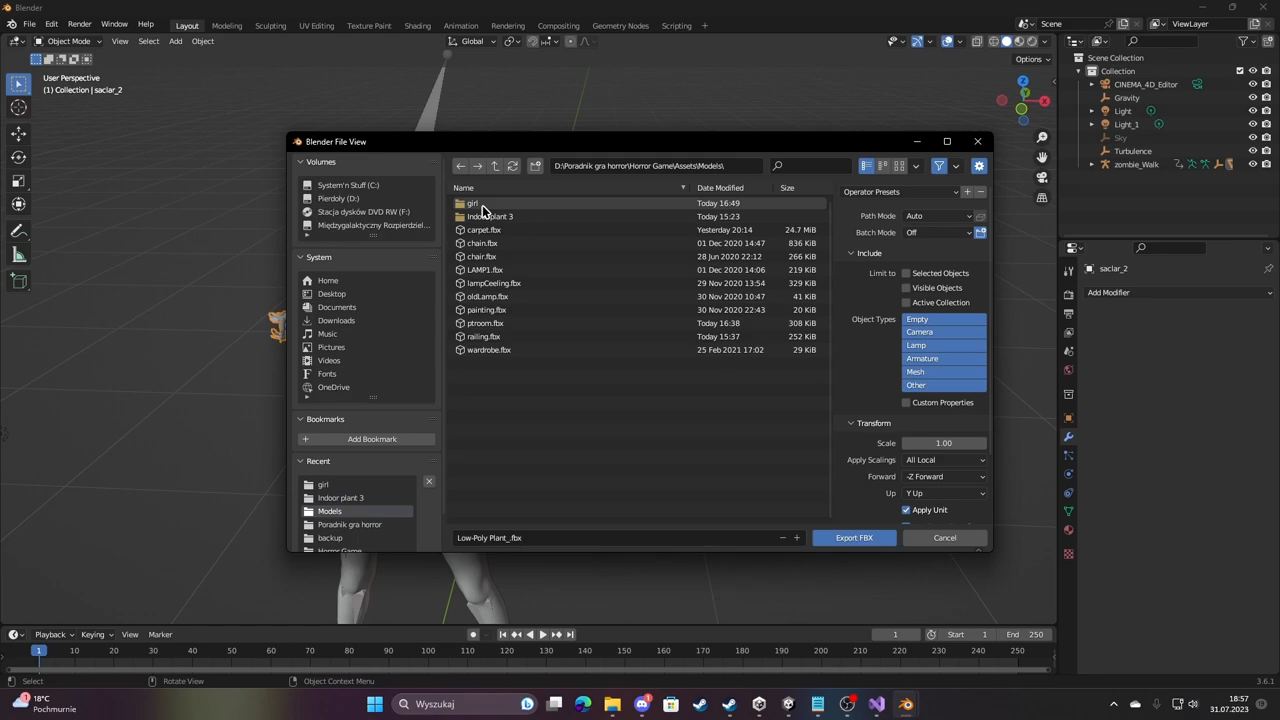 Blender
File Edit Render Window Help Layout Modeling Sculpting UV Editing Texture Paint Shading Animation Rendering Compositing Geometry Nodes Scripting + Scene ViewLayer
Object Mode View Select Add Object Global
Options
User Perspective
(1) Collection | saclar_2
X
Y
Z
Scene Collection
Collection
CINEMA_4D_Editor
Gravity
Light
Light_1
Sky
Turbulence
zombie_Walk
saclar_2
Add Modifier
Blender File View
Volumes
System'n Stuff (C:)
Pierdoly (D:)
Stacja dysków DVD RW (F:)
Międzygalaktyczny Rozpierdziel...
System
Home
Desktop
Documents
Downloads
Music
Pictures
Videos
Fonts
OneDrive
Bookmarks
+ Add Bookmark
Recent
girl
Indoor plant 3
Models
Poradnik gra horror
backup
Horror Game
D:\Poradnik gra horror\Horror Game\Assets\Models\
Name Date Modified Size
girl Today 16:49
Indoor plant 3 Today 15:23
carpet.fbx Yesterday 20:14 24.7 MiB
chain.fbx 01 Dec 2020 14:47 836 KiB
chair.fbx 28 Jun 2020 22:12 266 KiB
LAMP1.fbx 01 Dec 2020 14:06 219 KiB
lampCeeling.fbx 29 Nov 2020 13:54 329 KiB
oldLamp.fbx 30 Nov 2020 10:47 41 KiB
painting.fbx 30 Nov 2020 22:43 20 KiB
ptroom.fbx Today 16:38 308 KiB
railing.fbx Today 15:37 252 KiB
wardrobe.fbx 25 Feb 2021 17:02 29 KiB
Operator Presets
Path Mode Auto
Batch Mode Off
Include
Limit to Selected Objects
Visible Objects
Active Collection
Object Types Empty
Camera
Lamp
Armature
Mesh
Other
Custom Properties
Transform
Scale 1.00
Apply Scalings All Local
Forward -Z Forward
Up Y Up
Apply Unit
Low-Poly Plant_.fbx
Export FBX Cancel
Playback Keying View Marker 1 Start 1 End 250
1 10 20 30 40 50 60 70 80 90 100 110 120 130 140 150 160 170 180 190 200 210 220 230 240 250
Select Rotate View Object Context Menu 3.6.1
1
18°C
Pochmurnie
Wyszukaj
18:57
31.07.2023